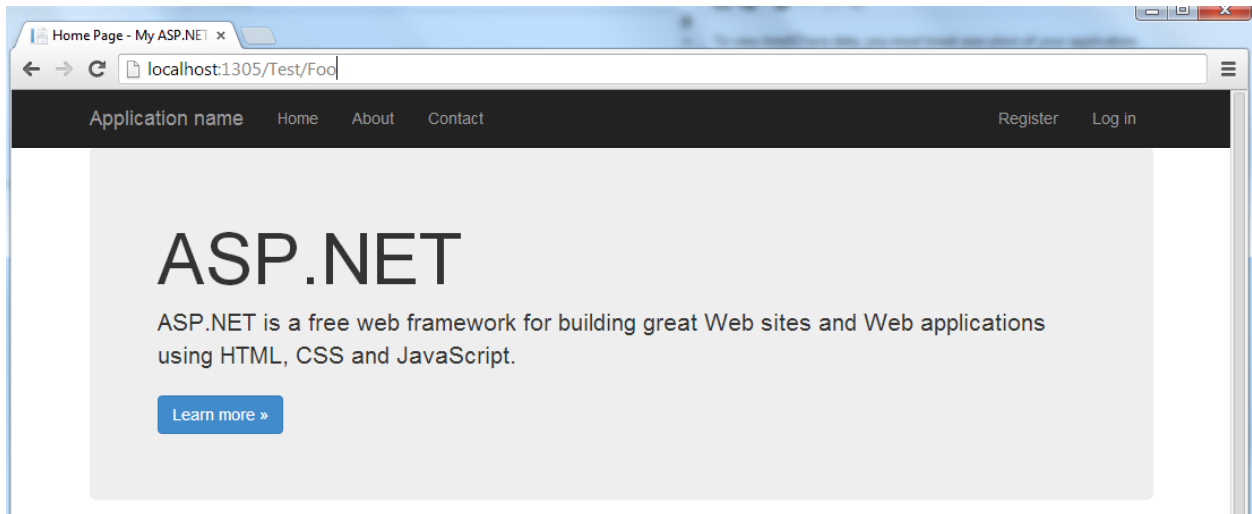 Home Page - My ASP.NET
localhost:1305/Test/Foo
Application name Home About Contact Register Log in
ASP.NET
ASP.NET is a free web framework for building great Web sites and Web applications
using HTML, CSS and JavaScript.
Learn more »